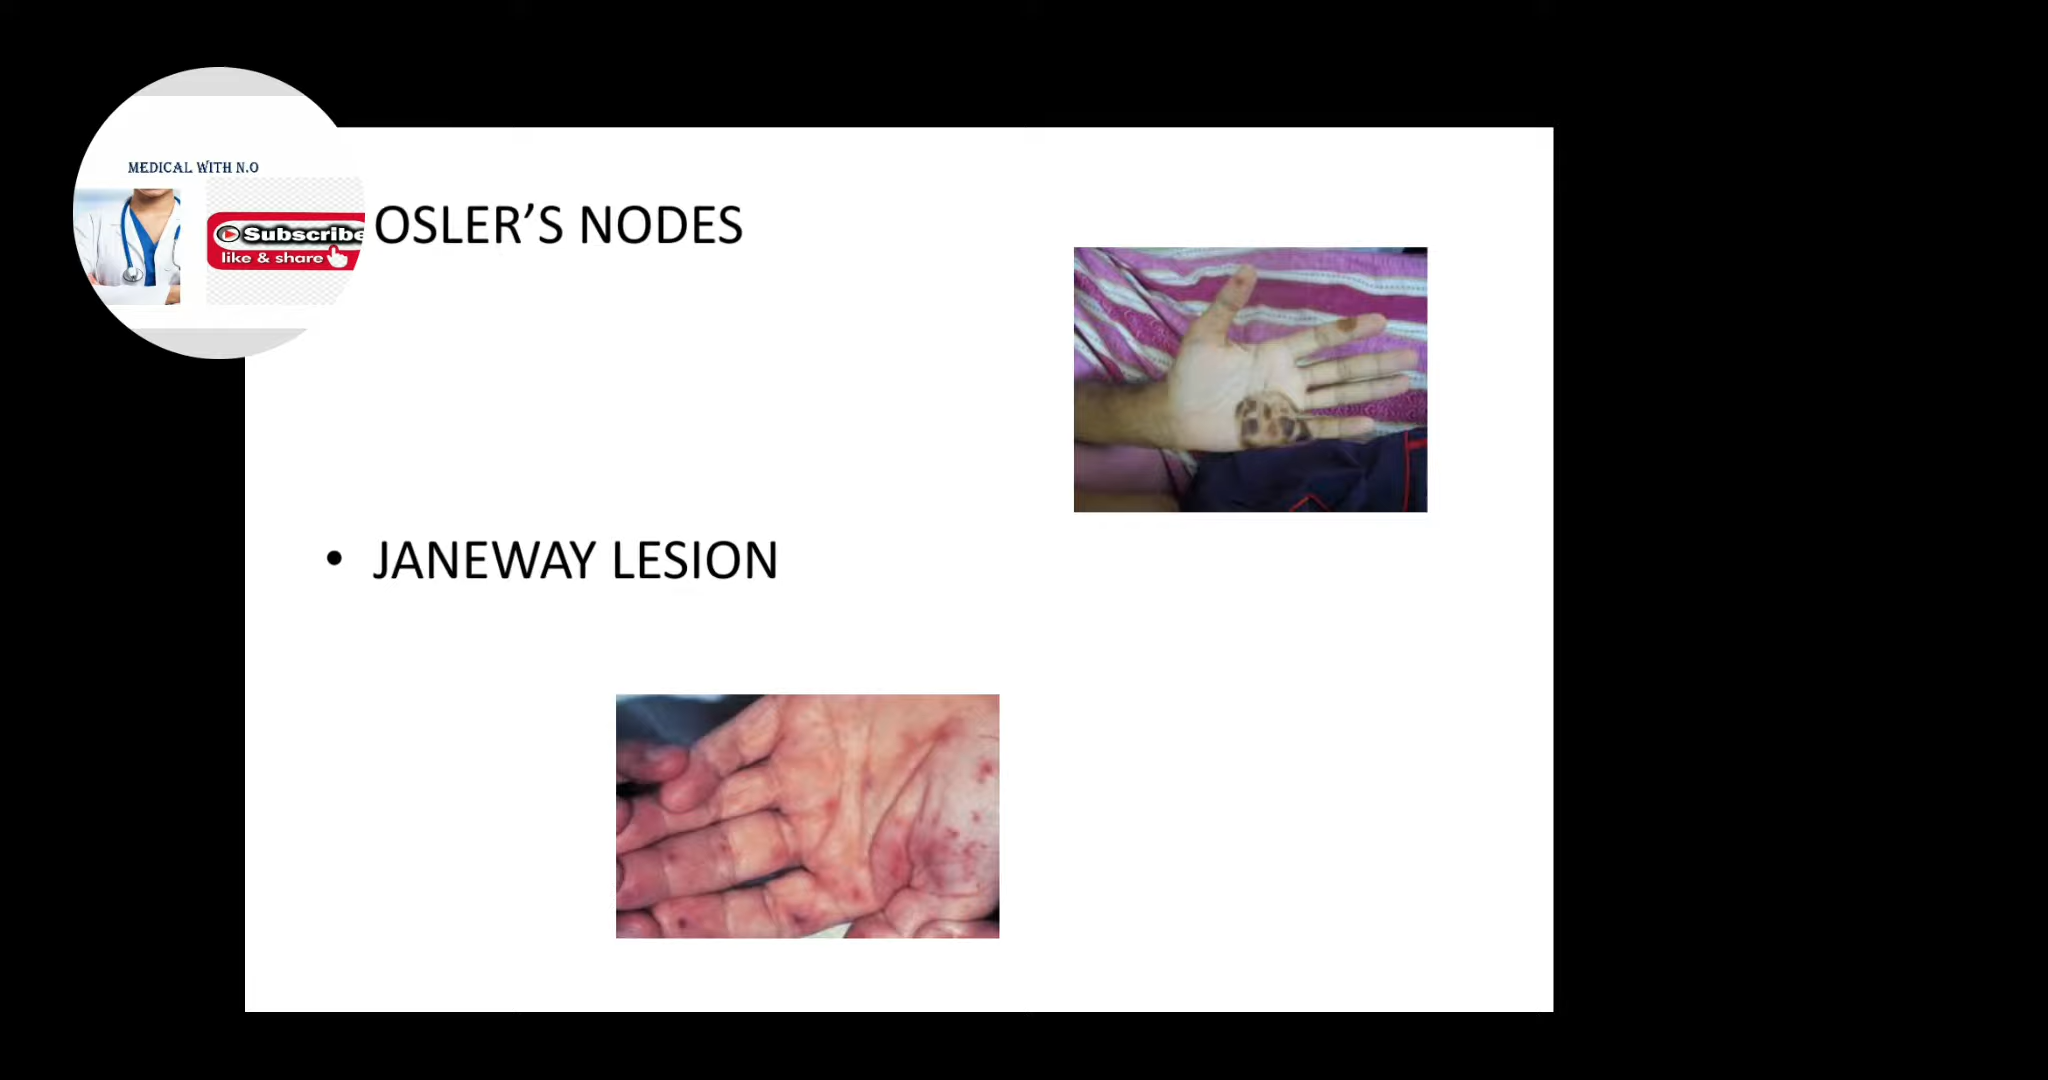 MEDICAL WITH N.O
Subscribe
like & share
OSLER’S NODES
• JANEWAY LESION